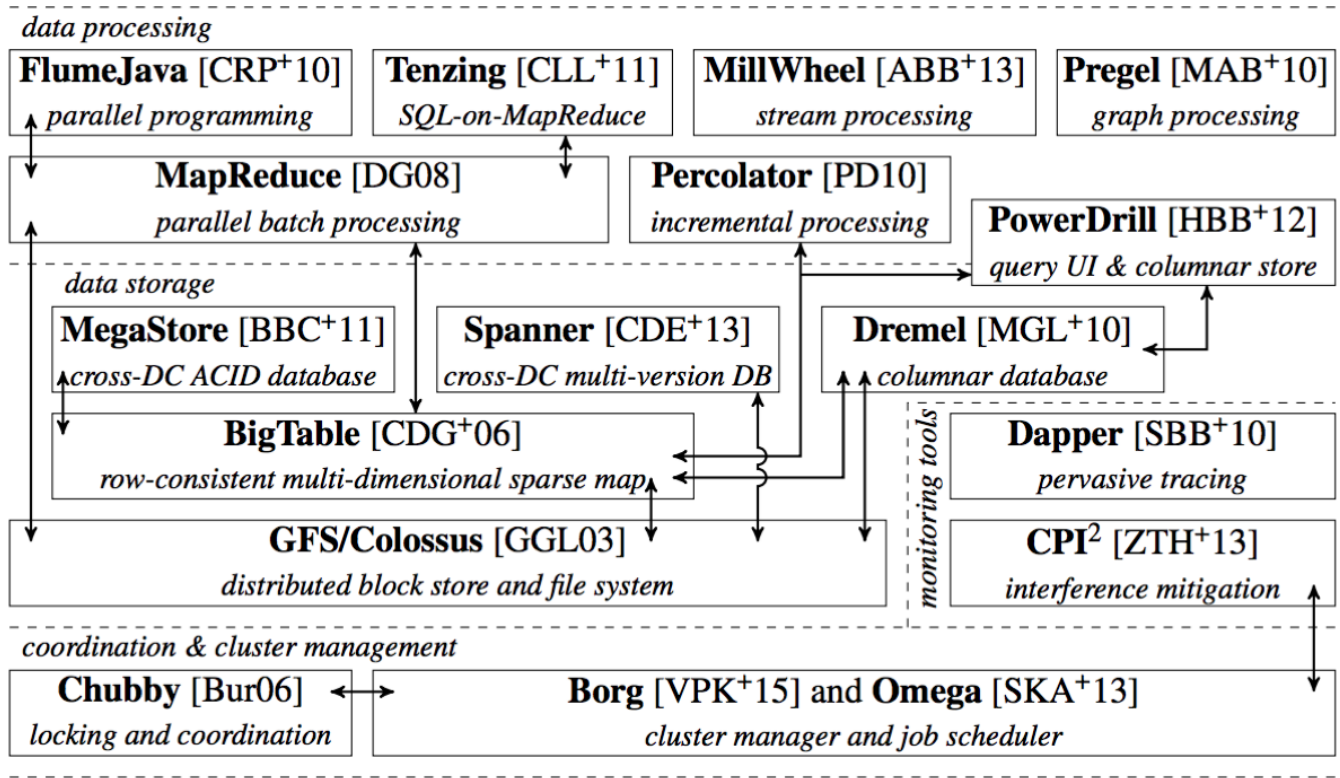 data processing
FlumeJava [CRP+10]
parallel programming
Tenzing [CLL+11]
SQL-on-MapReduce
MillWheel [ABB+13]
stream processing
Pregel [MAB+10]
graph processing
MapReduce [DG08]
parallel batch processing
Percolator [PD10]
incremental processing
PowerDrill [HBB+12]
query UI & columnar store
data storage
MegaStore [BBC+11]
cross-DC ACID database
Spanner [CDE+13]
cross-DC multi-version DB
Dremel [MGL+10]
columnar database
BigTable [CDG+06]
row-consistent multi-dimensional sparse map
GFS/Colossus [GGL03]
distributed block store and file system
monitoring tools
Dapper [SBB+10]
pervasive tracing
CPI2 [ZTH+13]
interference mitigation
coordination & cluster management
Chubby [Bur06]
locking and coordination
Borg [VPK+15] and Omega [SKA+13]
cluster manager and job scheduler